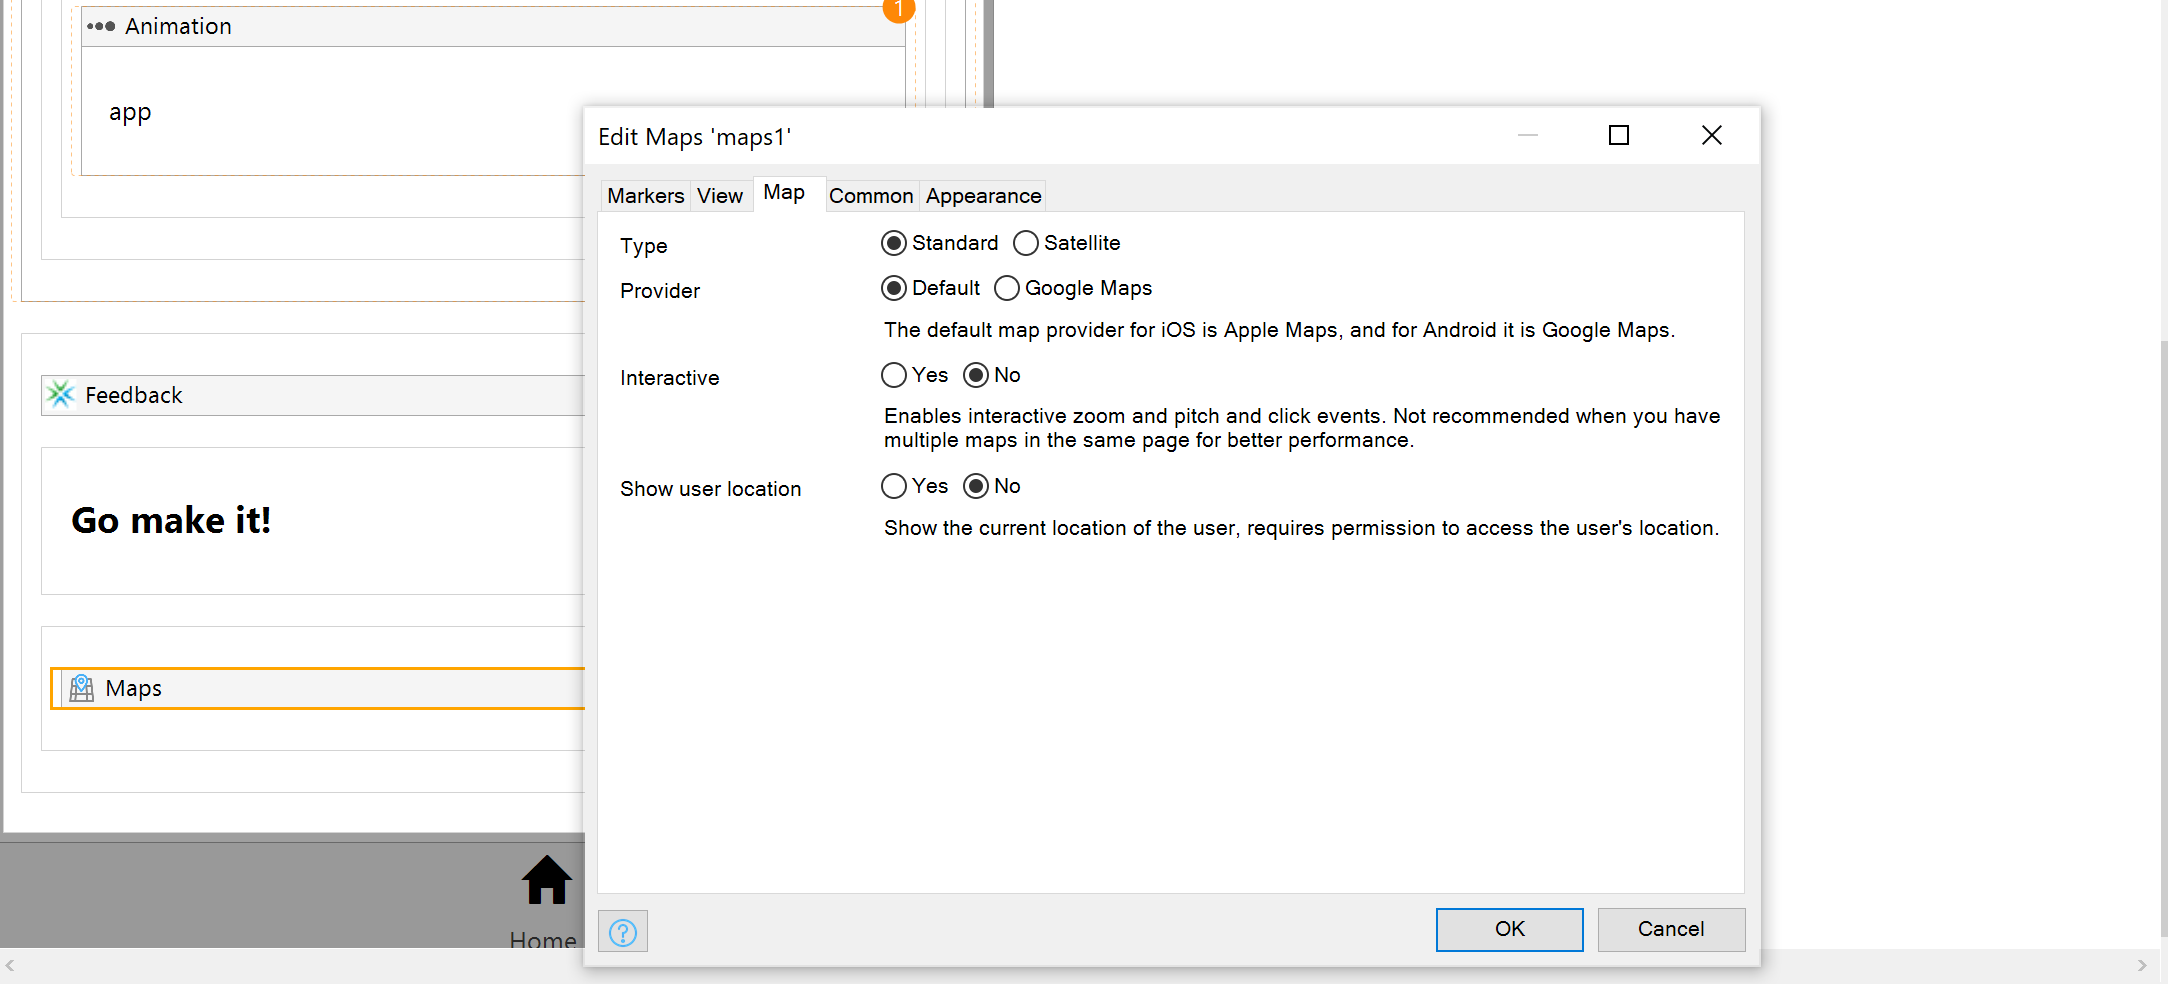 1
Animation
app
Edit Maps 'maps1'
Markers View Map Common Appearance
Type Standard Satellite
Provider Default Google Maps
The default map provider for iOS is Apple Maps, and for Android it is Google Maps.
Interactive Yes No
Enables interactive zoom and pitch and click events. Not recommended when you have
multiple maps in the same page for better performance.
Show user location Yes No
Show the current location of the user, requires permission to access the user's location.
Feedback
Go make it!
Maps
Home
? OK Cancel